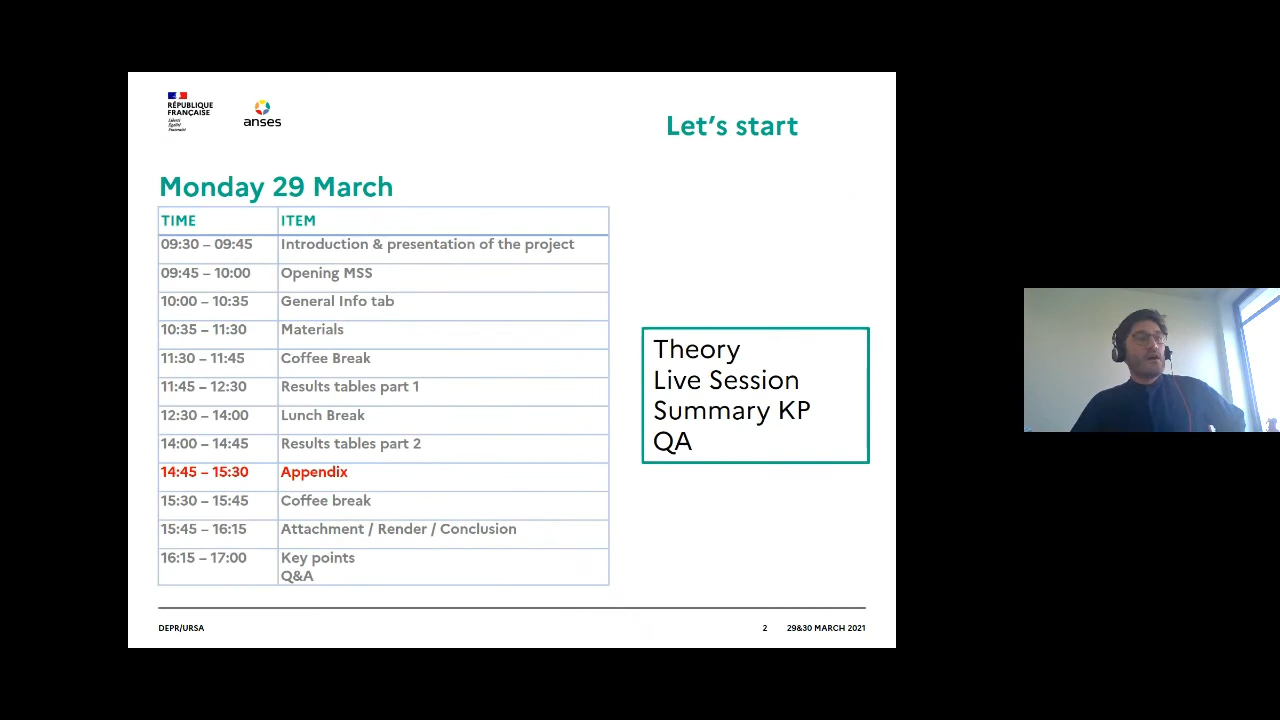 RÉPUBLIQUE
FRANÇAISE
Liberté
Égalité
Fraternité
anses
Let's start
Monday 29 March
TIME ITEM
09:30 – 09:45 Introduction & presentation of the project
09:45 – 10:00 Opening MSS
10:00 – 10:35 General Info tab
10:35 – 11:30 Materials
11:30 – 11:45 Coffee Break
11:45 – 12:30 Results tables part 1
12:30 – 14:00 Lunch Break
14:00 – 14:45 Results tables part 2
14:45 – 15:30 Appendix
15:30 – 15:45 Coffee break
15:45 – 16:15 Attachment / Render / Conclusion
16:15 – 17:00 Key points
Q&A
Theory
Live Session
Summary KP
QA
DEPR/URSA 2 29&30 MARCH 2021